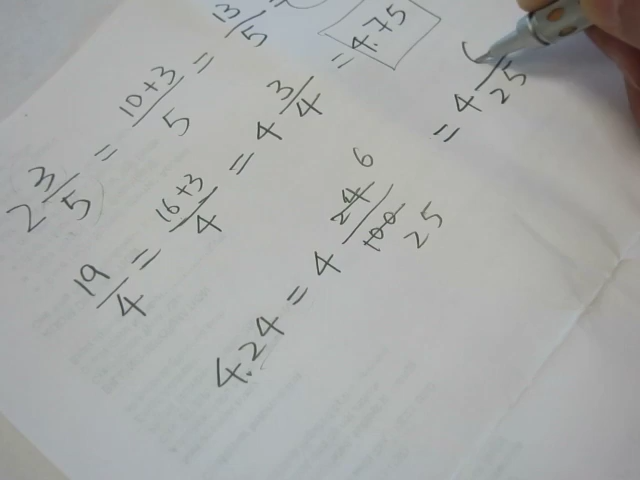 2 3/5 = 10+3/5 = 13/5
19/4 = 16+3/4 = 4 3/4 = 4.75
4.24 = 4 24/100 6 25 = 4 /25